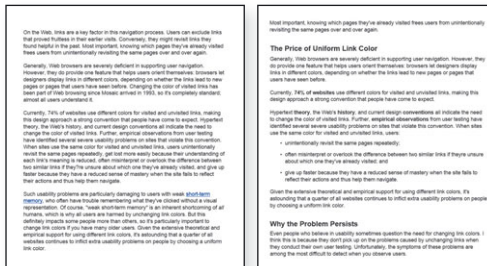 On the Web, links are a key factor in this navigation process. Users can exclude links
that proved fruitless in their earlier visits. Conversely, they might revisit links they
found helpful in the past. Most important, knowing which pages they've already visited
frees users from unintentionally revisiting the same pages over and over again.
Generally, Web browsers are severely deficient in supporting user navigation.
However, they do provide one feature that helps users orient themselves: browsers let
designers display links in different colors, depending on whether the links lead to new
pages or pages that users have seen before. Changing the color of visited links has
been part of Web browsing since Mosaic arrived in 1993, so it's completely standard;
almost all users understand it.
Currently, 74% of websites use different colors for visited and unvisited links, making
this design approach a strong convention that people have come to expect. Hypertext
theory, the Web's history, and current design conventions all indicate the need to
change the color of visited links. Further, empirical observations from user testing
have identified several severe usability problems on sites that violate this convention.
When sites use the same color for visited and unvisited links, users unintentionally
revisit the same pages repeatedly, get lost more easily because their understanding of
each link's meaning is reduced, often misinterpret or overlook the difference between
two similar links if they're unsure about which one they've already visited, and give up
faster because they have a reduced sense of mastery when the site fails to reflect
their actions and thus help them navigate.
Such usability problems are particularly damaging to users with weak short-term
memory, who often have trouble remembering what they've clicked without a visual
representation. Of course, "weak short-term memory" is an inherent shortcoming of all
humans, which is why all users are harmed by unchanging link colors. But this
definitely impacts some people more than others, so it's particularly important to
change link colors if you have many older users. Given the extensive theoretical and
empirical support for using different link colors, it's astounding that a quarter of all
websites continues to inflict extra usability problems on people by choosing a uniform
link color.
Most important, knowing which pages they've already visited frees users from unintentionally
revisiting the same pages over and over again.
The Price of Uniform Link Color
Generally, Web browsers are severely deficient in supporting user navigation. However, they
do provide one feature that helps users orient themselves: browsers let designers display
links in different colors, depending on whether the links lead to new pages or pages that
users have seen before.
Currently, 74% of websites use different colors for visited and unvisited links, making this
design approach a strong convention that people have come to expect.
Hypertext theory, the Web's history, and current design conventions all indicate the need
to change the color of visited links. Further, empirical observations from user testing have
identified several severe usability problems on sites that violate this convention. When sites
use the same color for visited and unvisited links, users:
• unintentionally revisit the same pages repeatedly;
• often misinterpret or overlook the difference between two similar links if they're unsure
about which one they've already visited; and
• give up faster because they have a reduced sense of mastery when the site fails to
reflect their actions and thus help them navigate.
Given the extensive theoretical and empirical support for using different link colors, it's
astounding that a quarter of all websites continues to inflict extra usability problems on people
by choosing a uniform link color.
Why the Problem Persists
Even people who believe in usability sometimes question the need for changing link colors. I
think this is because they don't pick up on the problems caused by unchanging links when
they conduct their own user testing. Unfortunately, the symptoms of these problems are
among the most difficult to detect when you observe users.